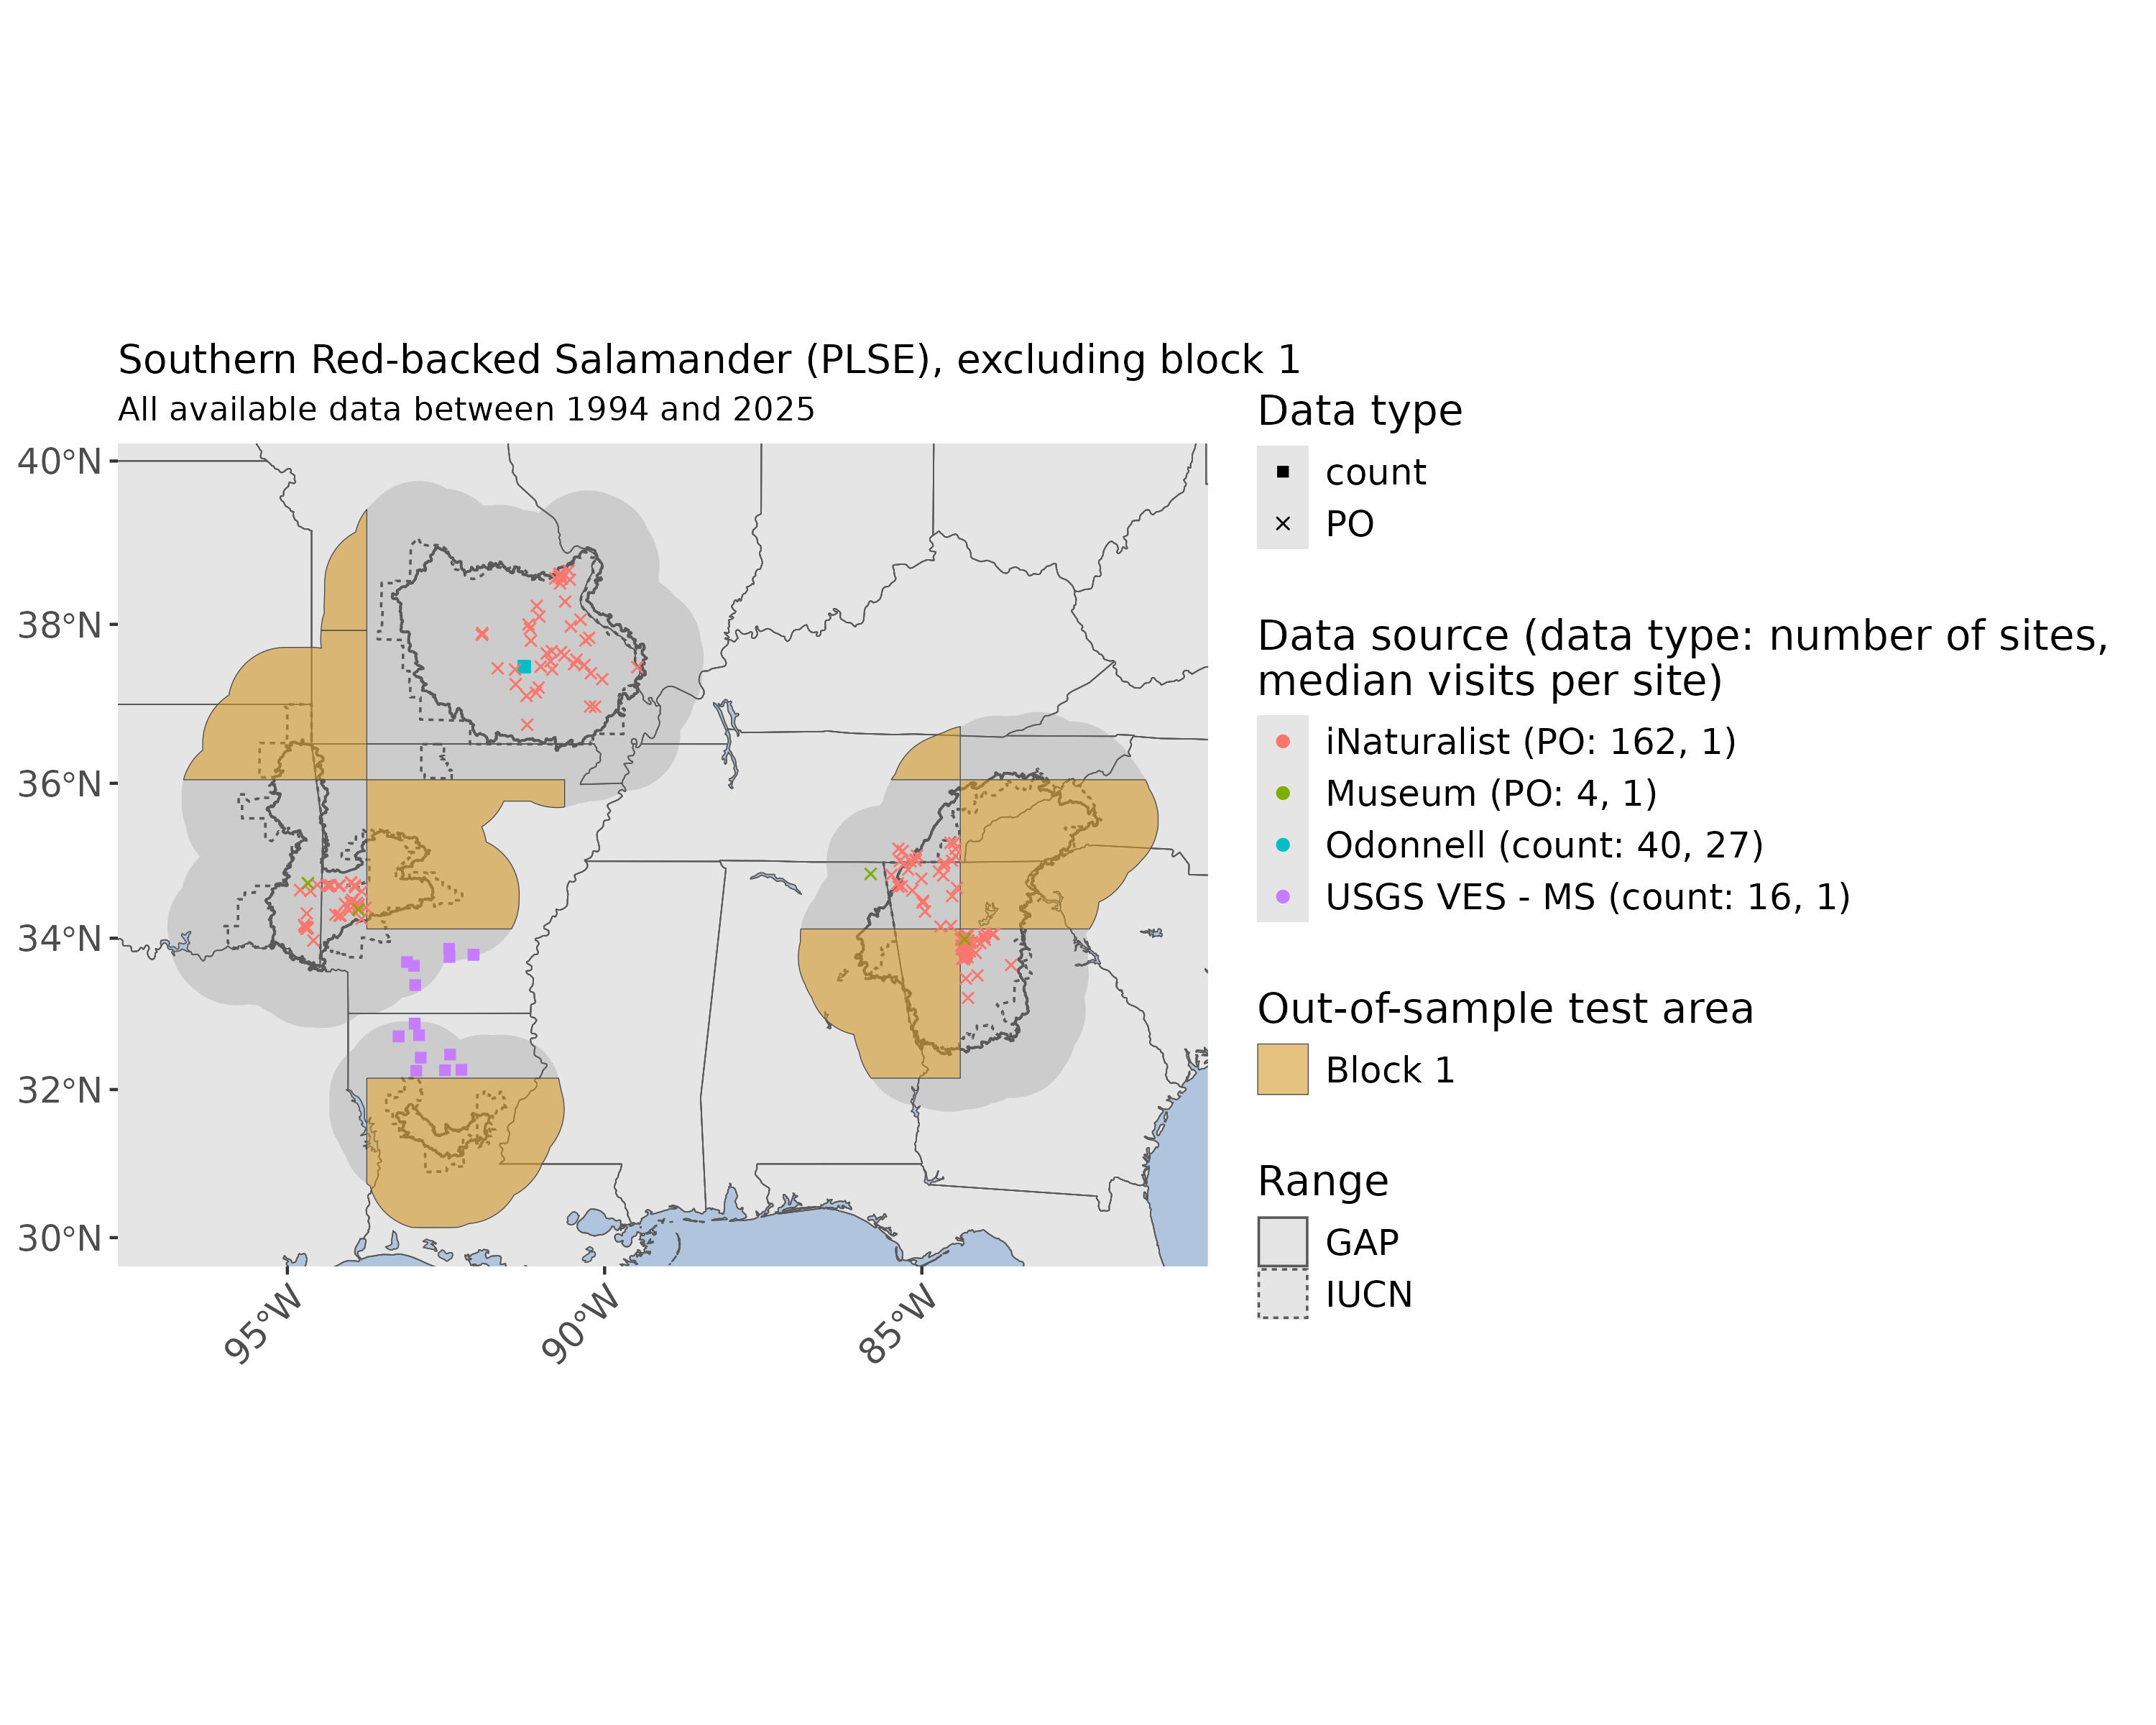 Southern Red-backed Salamander (PLSE), excluding block 1
All available data between 1994 and 2025
40°N
38°N
36°N
34°N
32°N
30°N
95°W
90°W
85°W
Data type
count
PO
Data source (data type: number of sites,
median visits per site)
iNaturalist (PO: 162, 1)
Museum (PO: 4, 1)
Odonnell (count: 40, 27)
USGS VES - MS (count: 16, 1)
Out-of-sample test area
Block 1
Range
GAP
IUCN